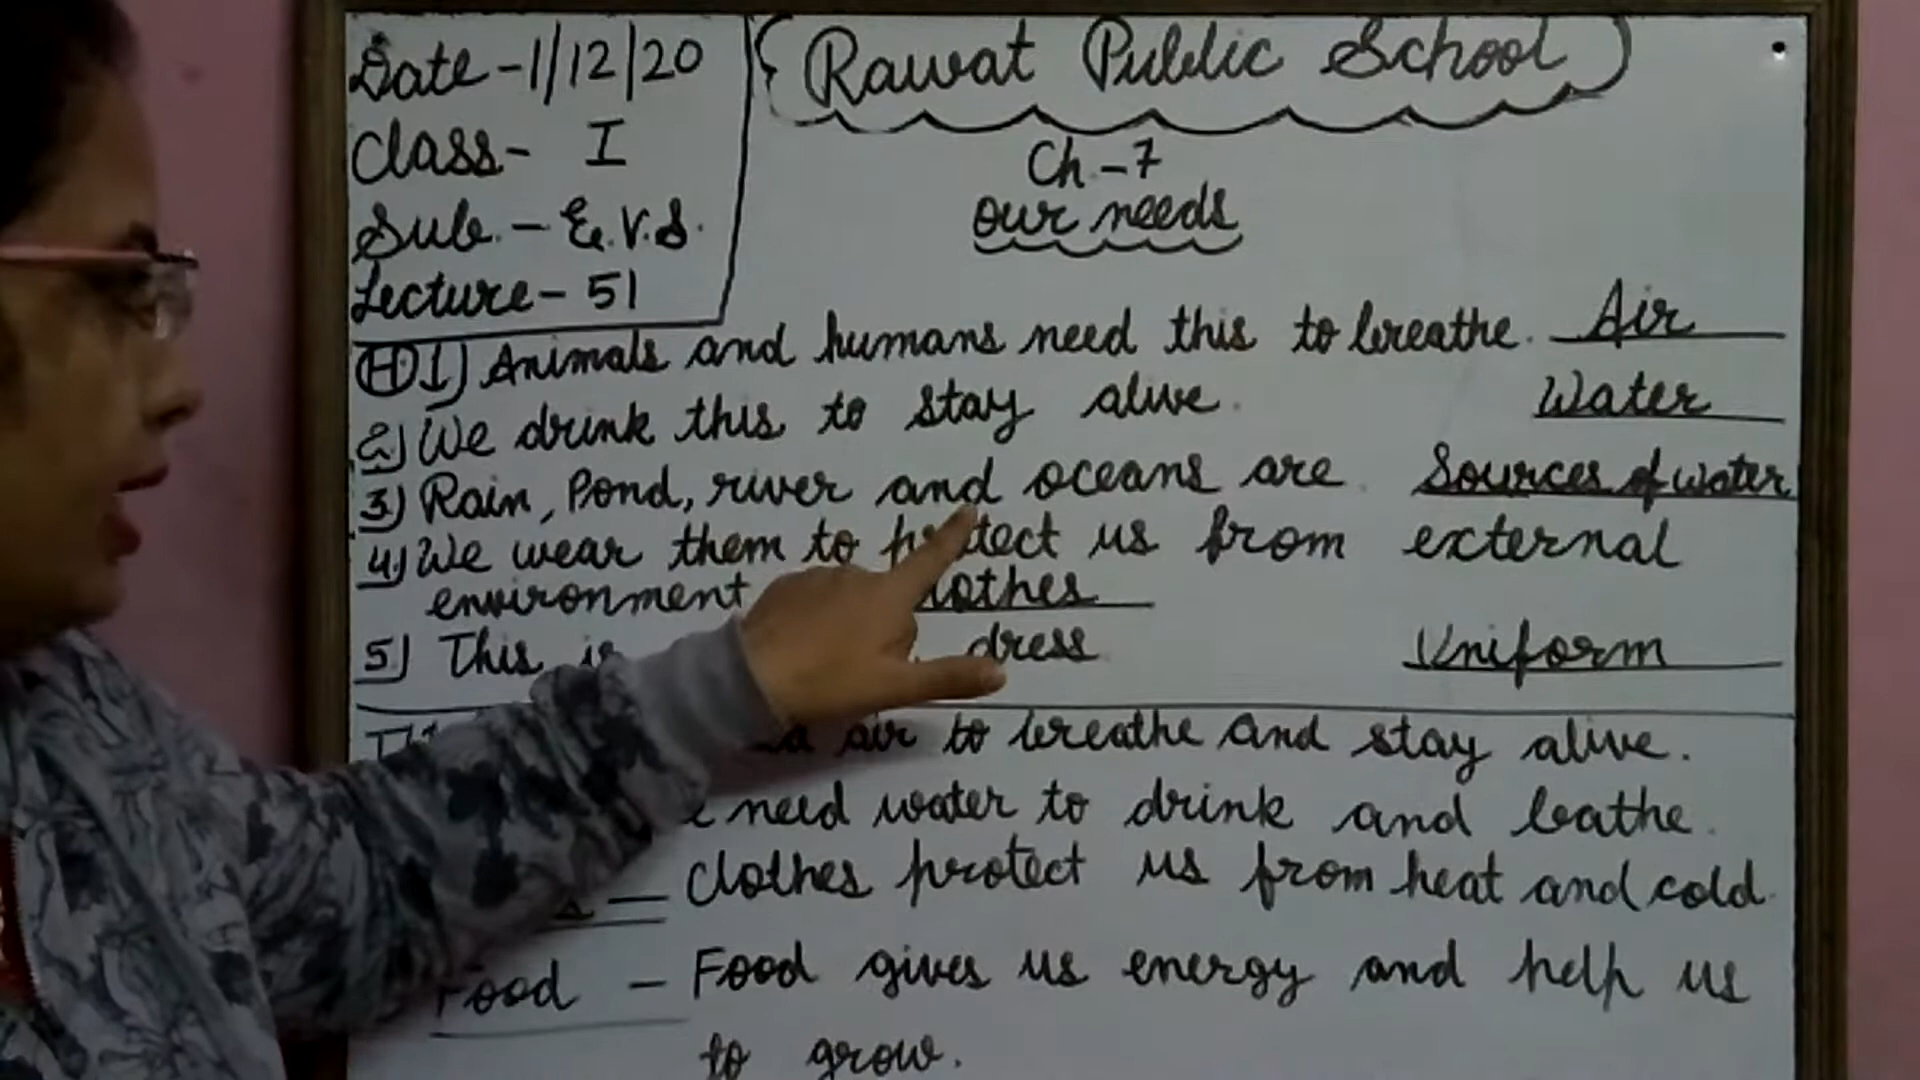 Date - 1/12/20
Class - I
Sub. - E.V.S.
Lecture - 51
Rawat Public School
Ch - 7
our needs
(H) 1) Animals and humans need this to breathe. Air
2) We drink this to stay alive. Water
3) Rain, Pond, river and oceans are Sources of water
4) We wear them to protect us from external
environment
5) This is dress Uniform
air to breathe and stay alive.
need water to drink and bathe.
- Clothes protect us from heat and cold
Food - Food gives us energy and help us
to grow.